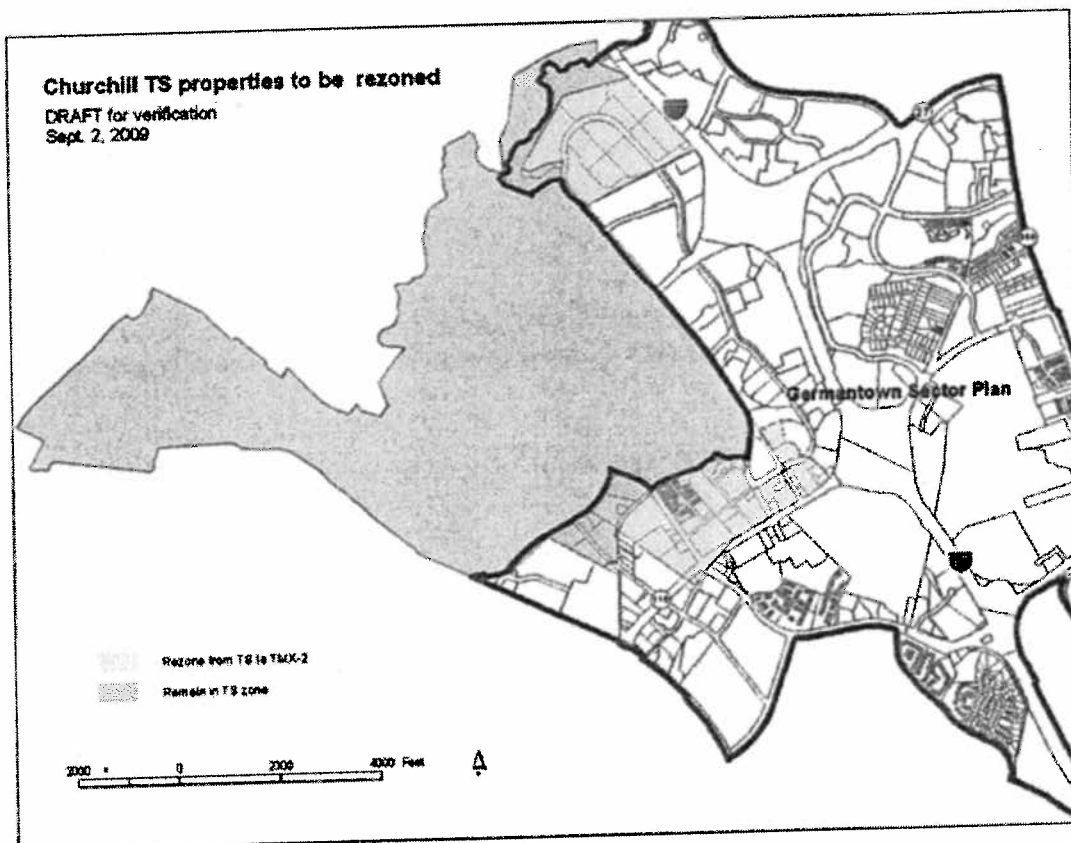 Churchill TS properties to be rezoned
DRAFT for verification
Sept. 2, 2009
Germantown Sector Plan
Rezone from TS to TMX-2
Remain in TS zone
2000 0 2000 4000 Feet